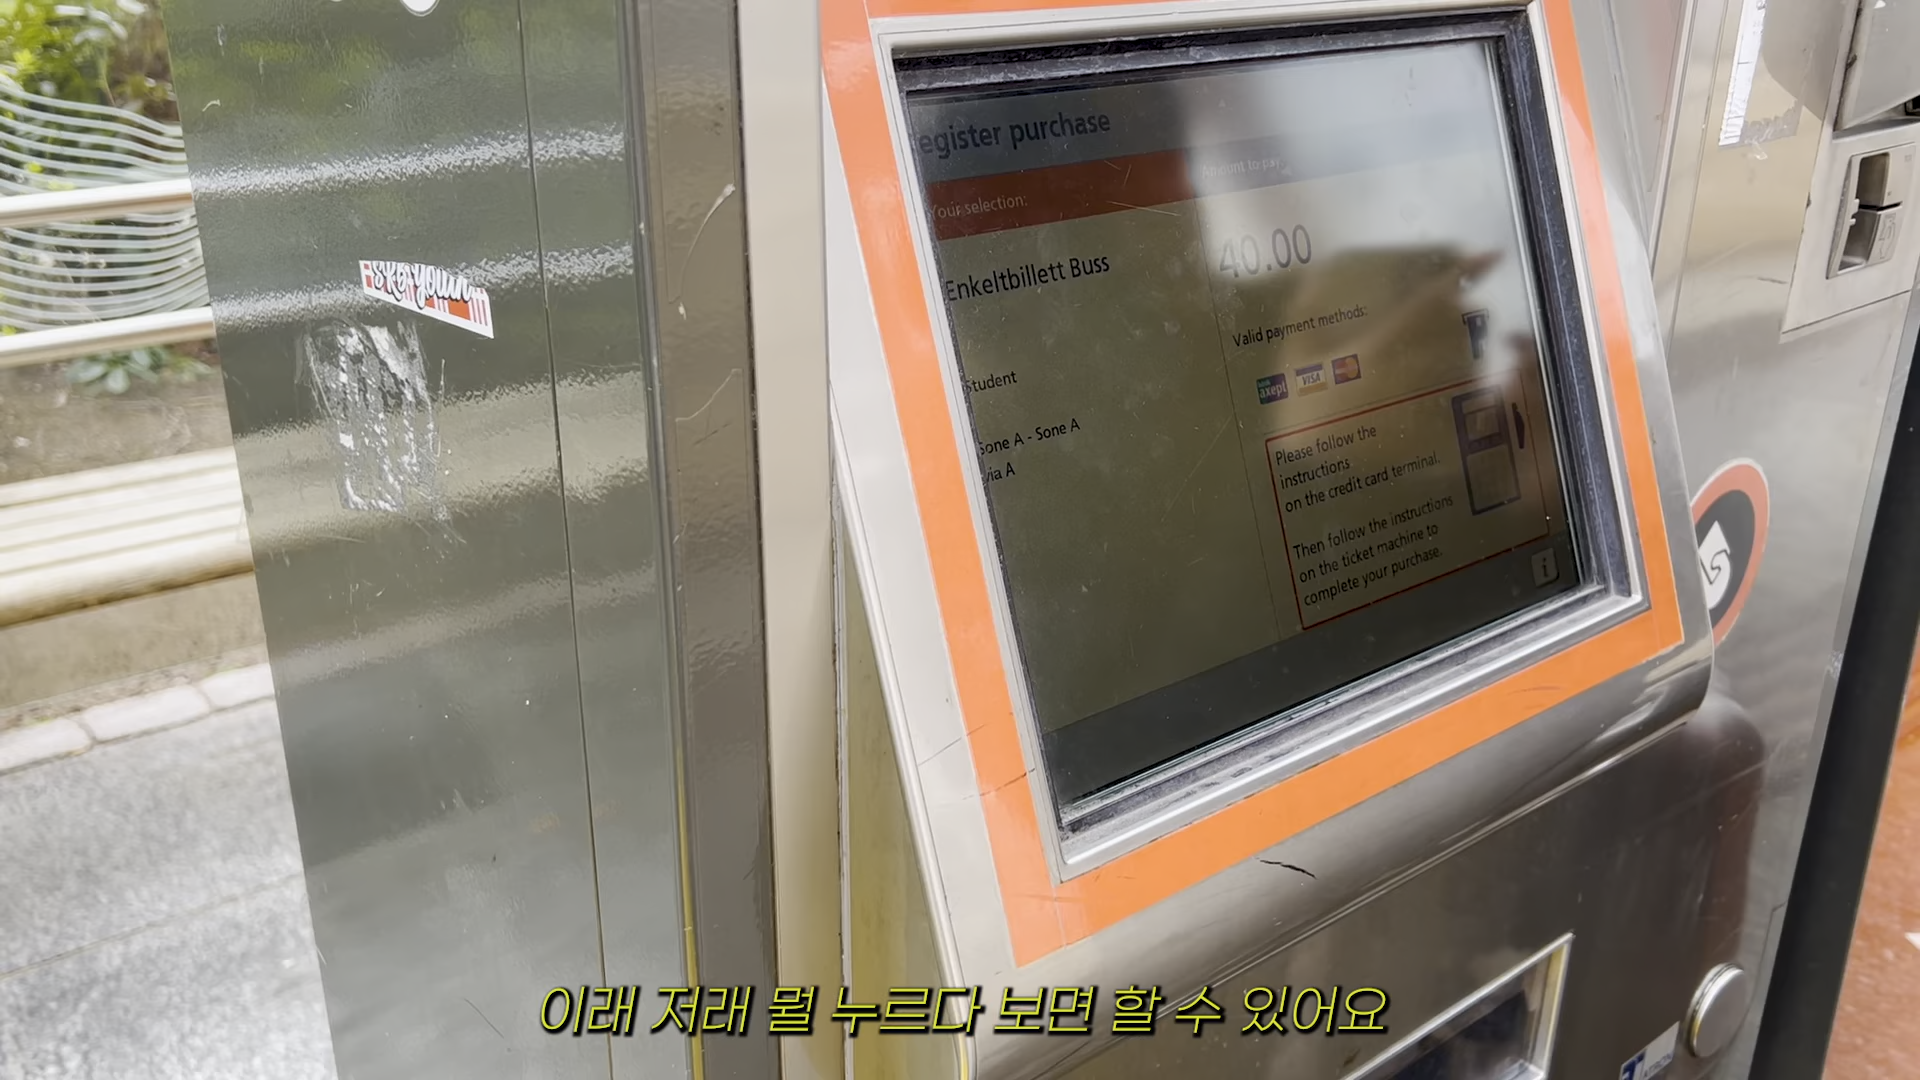 egister purchase
Your selection:
Amount to pay
Enkeltbillett Buss
40.00
Student
Sone A - Sone A
via A
Valid payment methods:
axept
VISA
Please follow the
instructions
on the credit card terminal.
Then follow the instructions
on the ticket machine to
complete your purchase.
i
이래 저래 뭘 누르다 보면 할 수 있어요